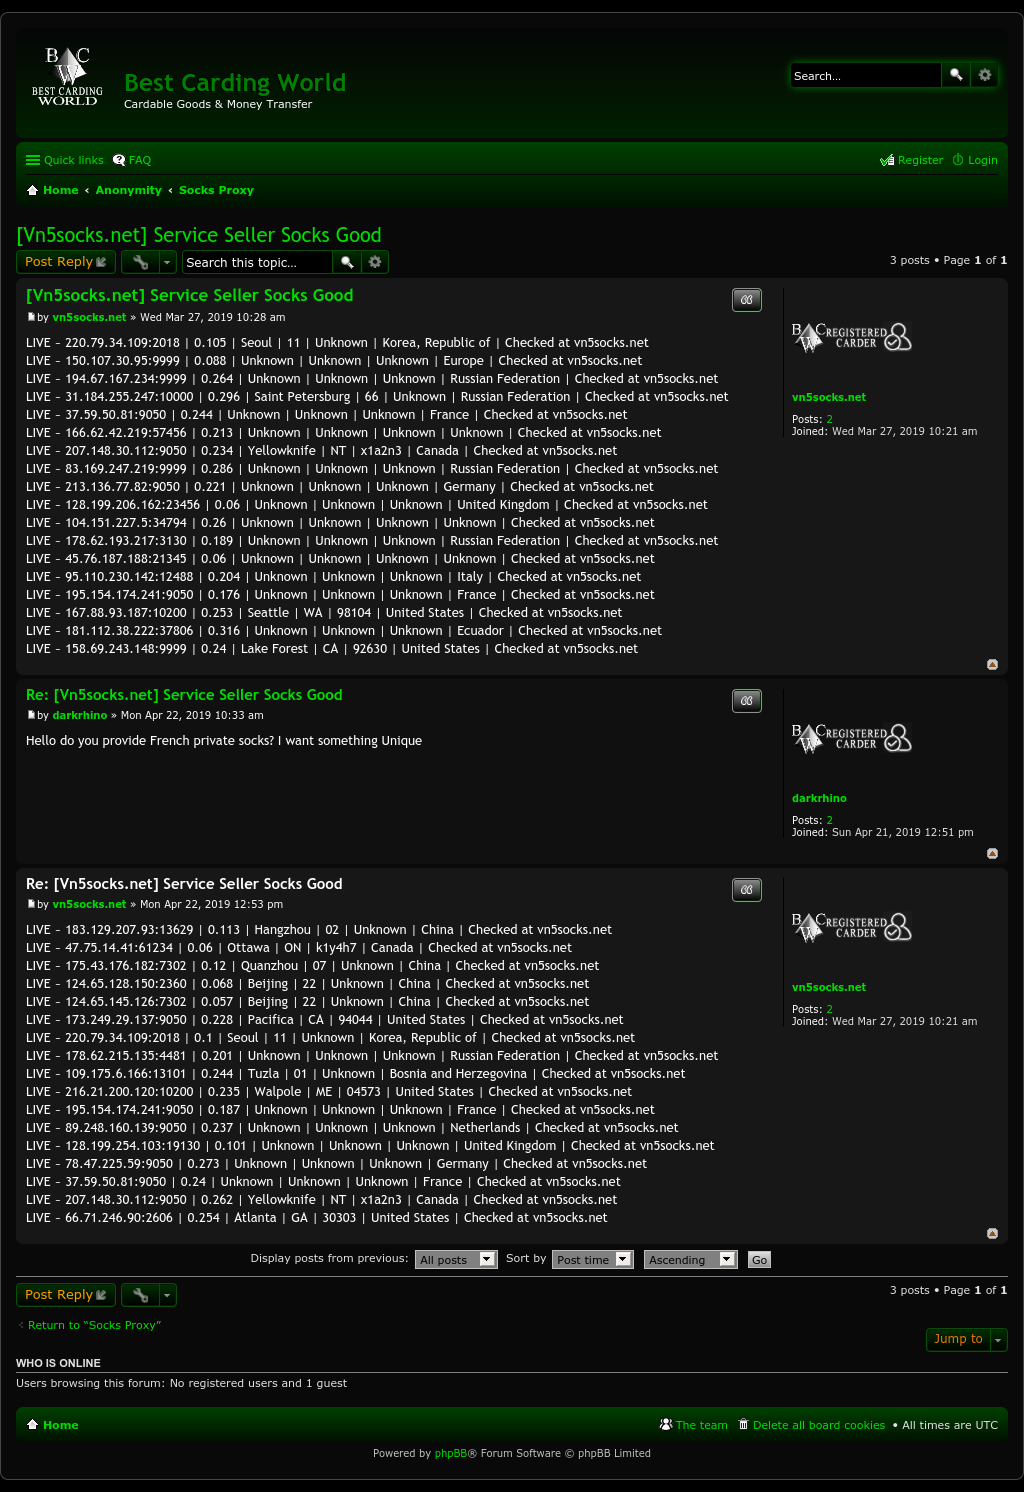 B W C
BEST CARDING
WORLD
Best Carding World
Cardable Goods & Money Transfer
Search…
Quick links FAQ
Register Login
Home ‹ Anonymity ‹ Socks Proxy
[Vn5socks.net] Service Seller Socks Good
Post Reply Search this topic… 3 posts • Page 1 of 1
[Vn5socks.net] Service Seller Socks Good
by vn5socks.net » Wed Mar 27, 2019 10:28 am
LIVE – 220.79.34.109:2018 | 0.105 | Seoul | 11 | Unknown | Korea, Republic of | Checked at vn5socks.net
LIVE – 150.107.30.95:9999 | 0.088 | Unknown | Unknown | Unknown | Europe | Checked at vn5socks.net
LIVE – 194.67.167.234:9999 | 0.264 | Unknown | Unknown | Unknown | Russian Federation | Checked at vn5socks.net
LIVE – 31.184.255.247:10000 | 0.296 | Saint Petersburg | 66 | Unknown | Russian Federation | Checked at vn5socks.net
LIVE – 37.59.50.81:9050 | 0.244 | Unknown | Unknown | Unknown | France | Checked at vn5socks.net
LIVE – 166.62.42.219:57456 | 0.213 | Unknown | Unknown | Unknown | Unknown | Checked at vn5socks.net
LIVE – 207.148.30.112:9050 | 0.234 | Yellowknife | NT | x1a2n3 | Canada | Checked at vn5socks.net
LIVE – 83.169.247.219:9999 | 0.286 | Unknown | Unknown | Unknown | Russian Federation | Checked at vn5socks.net
LIVE – 213.136.77.82:9050 | 0.221 | Unknown | Unknown | Unknown | Germany | Checked at vn5socks.net
LIVE – 128.199.206.162:23456 | 0.06 | Unknown | Unknown | Unknown | United Kingdom | Checked at vn5socks.net
LIVE – 104.151.227.5:34794 | 0.26 | Unknown | Unknown | Unknown | Unknown | Checked at vn5socks.net
LIVE – 178.62.193.217:3130 | 0.189 | Unknown | Unknown | Unknown | Russian Federation | Checked at vn5socks.net
LIVE – 45.76.187.188:21345 | 0.06 | Unknown | Unknown | Unknown | Unknown | Checked at vn5socks.net
LIVE – 95.110.230.142:12488 | 0.204 | Unknown | Unknown | Unknown | Italy | Checked at vn5socks.net
LIVE – 195.154.174.241:9050 | 0.176 | Unknown | Unknown | Unknown | France | Checked at vn5socks.net
LIVE – 167.88.93.187:10200 | 0.253 | Seattle | WA | 98104 | United States | Checked at vn5socks.net
LIVE – 181.112.38.222:37806 | 0.316 | Unknown | Unknown | Unknown | Ecuador | Checked at vn5socks.net
LIVE – 158.69.243.148:9999 | 0.24 | Lake Forest | CA | 92630 | United States | Checked at vn5socks.net
B W C REGISTERED
CARDER
vn5socks.net
Posts: 2
Joined: Wed Mar 27, 2019 10:21 am
Re: [Vn5socks.net] Service Seller Socks Good
by darkrhino » Mon Apr 22, 2019 10:33 am
Hello do you provide French private socks? I want something Unique
B W C REGISTERED
CARDER
darkrhino
Posts: 2
Joined: Sun Apr 21, 2019 12:51 pm
Re: [Vn5socks.net] Service Seller Socks Good
by vn5socks.net » Mon Apr 22, 2019 12:53 pm
LIVE – 183.129.207.93:13629 | 0.113 | Hangzhou | 02 | Unknown | China | Checked at vn5socks.net
LIVE – 47.75.14.41:61234 | 0.06 | Ottawa | ON | k1y4h7 | Canada | Checked at vn5socks.net
LIVE – 175.43.176.182:7302 | 0.12 | Quanzhou | 07 | Unknown | China | Checked at vn5socks.net
LIVE – 124.65.128.150:2360 | 0.068 | Beijing | 22 | Unknown | China | Checked at vn5socks.net
LIVE – 124.65.145.126:7302 | 0.057 | Beijing | 22 | Unknown | China | Checked at vn5socks.net
LIVE – 173.249.29.137:9050 | 0.228 | Pacifica | CA | 94044 | United States | Checked at vn5socks.net
LIVE – 220.79.34.109:2018 | 0.1 | Seoul | 11 | Unknown | Korea, Republic of | Checked at vn5socks.net
LIVE – 178.62.215.135:4481 | 0.201 | Unknown | Unknown | Unknown | Russian Federation | Checked at vn5socks.net
LIVE – 109.175.6.166:13101 | 0.244 | Tuzla | 01 | Unknown | Bosnia and Herzegovina | Checked at vn5socks.net
LIVE – 216.21.200.120:10200 | 0.235 | Walpole | ME | 04573 | United States | Checked at vn5socks.net
LIVE – 195.154.174.241:9050 | 0.187 | Unknown | Unknown | Unknown | France | Checked at vn5socks.net
LIVE – 89.248.160.139:9050 | 0.237 | Unknown | Unknown | Unknown | Netherlands | Checked at vn5socks.net
LIVE – 128.199.254.103:19130 | 0.101 | Unknown | Unknown | Unknown | United Kingdom | Checked at vn5socks.net
LIVE – 78.47.225.59:9050 | 0.273 | Unknown | Unknown | Unknown | Germany | Checked at vn5socks.net
LIVE – 37.59.50.81:9050 | 0.24 | Unknown | Unknown | Unknown | France | Checked at vn5socks.net
LIVE – 207.148.30.112:9050 | 0.262 | Yellowknife | NT | x1a2n3 | Canada | Checked at vn5socks.net
LIVE – 66.71.246.90:2606 | 0.254 | Atlanta | GA | 30303 | United States | Checked at vn5socks.net
B W C REGISTERED
CARDER
vn5socks.net
Posts: 2
Joined: Wed Mar 27, 2019 10:21 am
Display posts from previous: All posts Sort by Post time Ascending Go
Post Reply 3 posts • Page 1 of 1
Return to “Socks Proxy”
Jump to
WHO IS ONLINE
Users browsing this forum: No registered users and 1 guest
Home The team Delete all board cookies • All times are UTC
Powered by phpBB® Forum Software © phpBB Limited